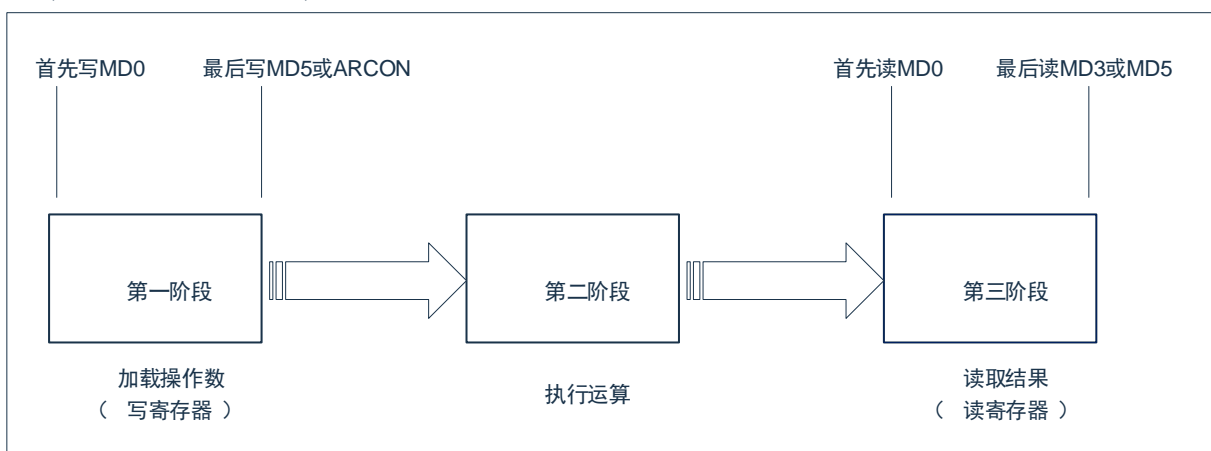 首先写MD0
最后写MD5或ARCON
首先读MD0
最后读MD3或MD5
第一阶段
第二阶段
第三阶段
加载操作数
( 写寄存器 )
执行运算
读取结果
( 读寄存器 )